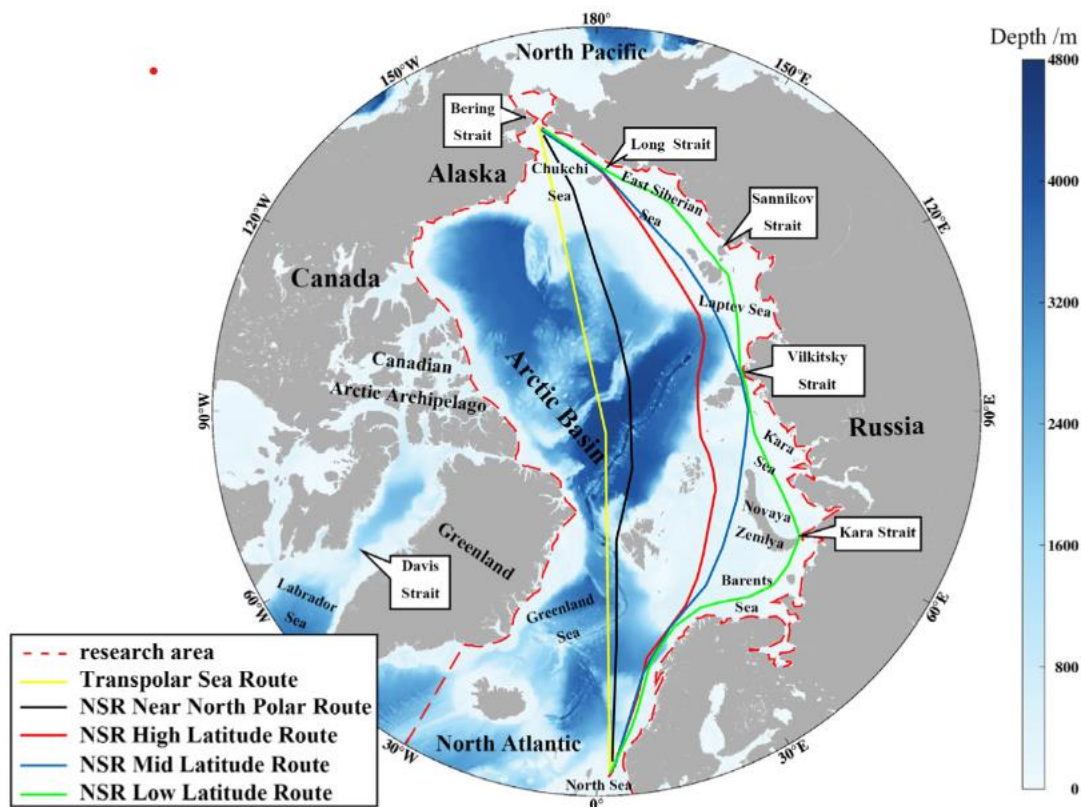 180°
Depth /m
North Pacific
150°W
150°E
4800
Bering
Strait
Long Strait
Alaska
Chukchi
Sea
East Siberian
Sea
Sannikov
Strait
4000
120°W
120°E
Canada
Laptev Sea
3200
Canadian
Arctic Archipelago
Arctic Basin
Vilkitsky
Strait
90°W
90°E
Russia
2400
Kara
Sea
Novaya
Zemlya
Kara Strait
Greenland
Davis
Strait
1600
Labrador
Sea
Greenland
Sea
Barents
Sea
60°W
60°E
800
research area
Transpolar Sea Route
NSR Near North Polar Route
NSR High Latitude Route
NSR Mid Latitude Route
NSR Low Latitude Route
30°W
North Atlantic
30°E
North Sea
0°
0